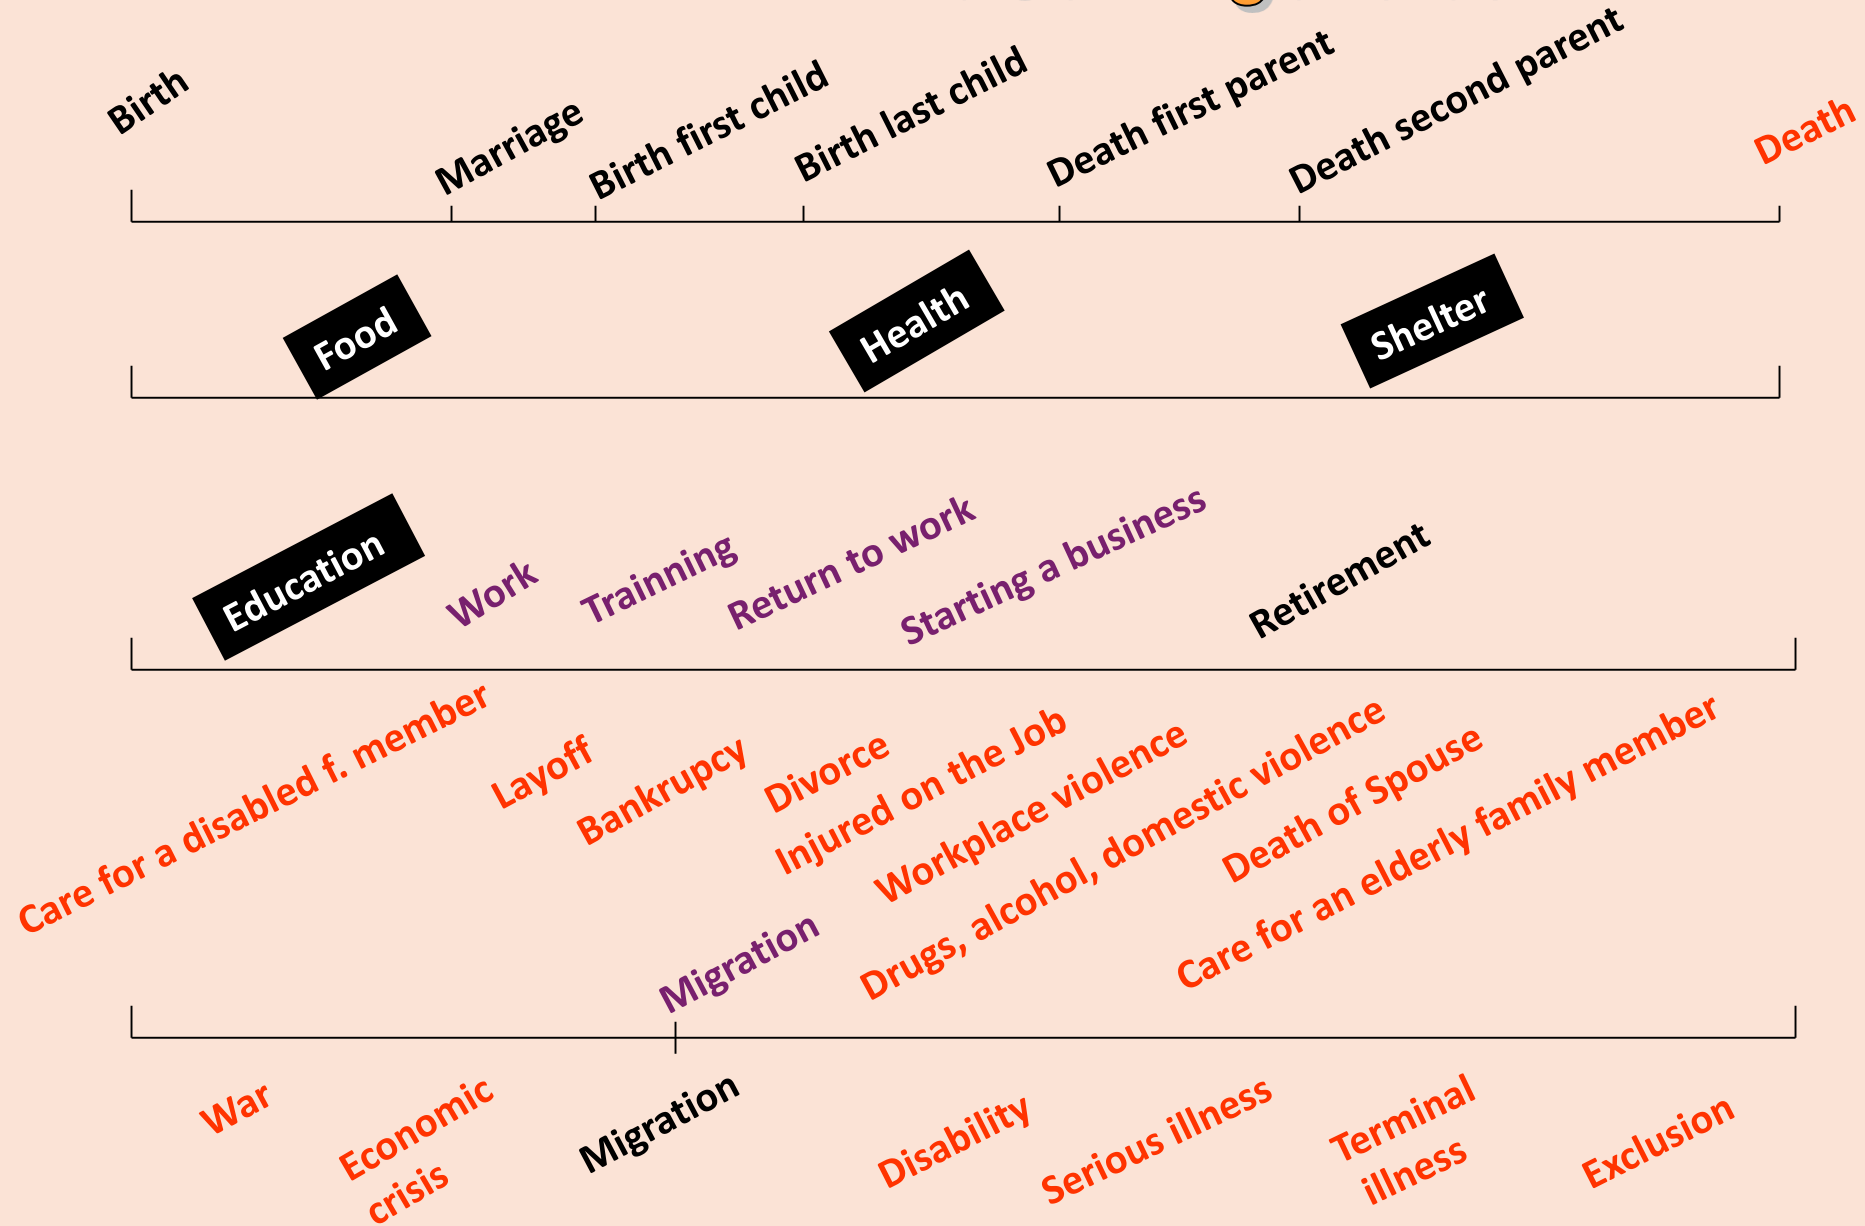 Birth
Marriage
Birth first child
Birth last child
Death first parent
Death second parent
Death
Food
Health
Shelter
Education
Work
Trainning
Return to work
Starting a business
Retirement
Care for a disabled f. member
Layoff
Bankrupcy
Divorce
Injured on the Job
Workplace violence
Drugs, alcohol, domestic violence
Death of Spouse
Care for an elderly family member
Migration
War
Economic
crisis
Migration
Disability
Serious illness
Terminal
illness
Exclusion